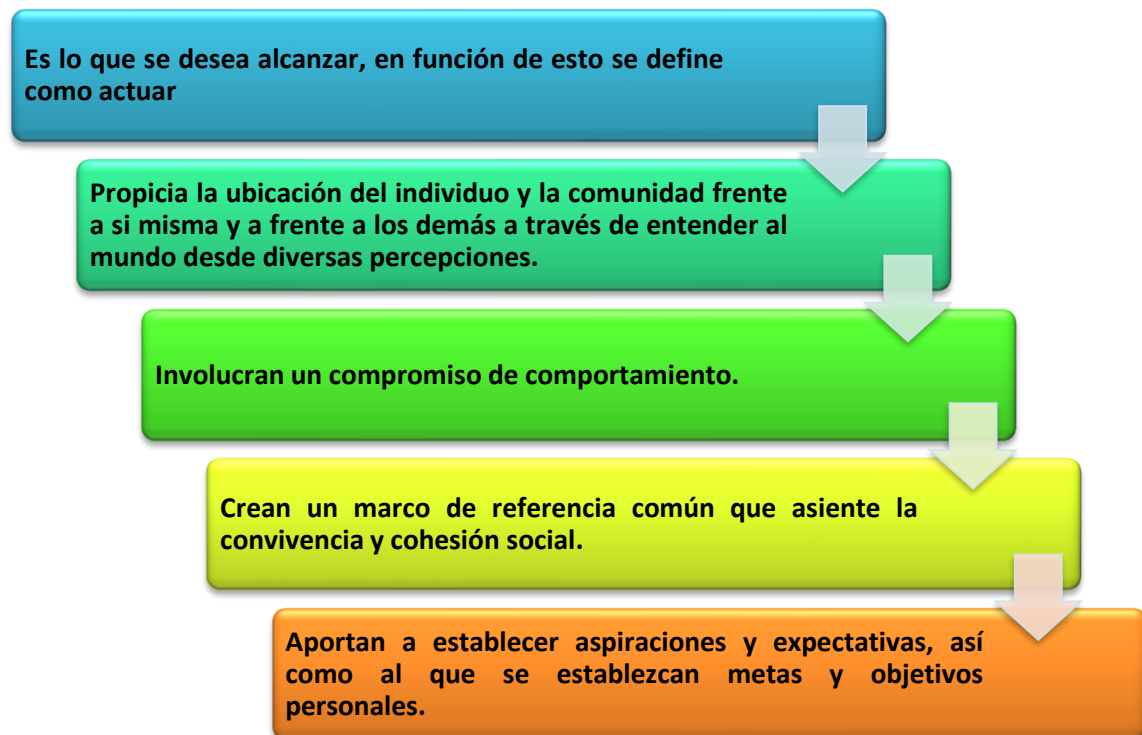 Es lo que se desea alcanzar, en función de esto se define
como actuar
Propicia la ubicación del individuo y la comunidad frente
a si misma y a frente a los demás a través de entender al
mundo desde diversas percepciones.
Involucran un compromiso de comportamiento.
Crean un marco de referencia común que asiente la
convivencia y cohesión social.
Aportan a establecer aspiraciones y expectativas, así
como al que se establezcan metas y objetivos
personales.